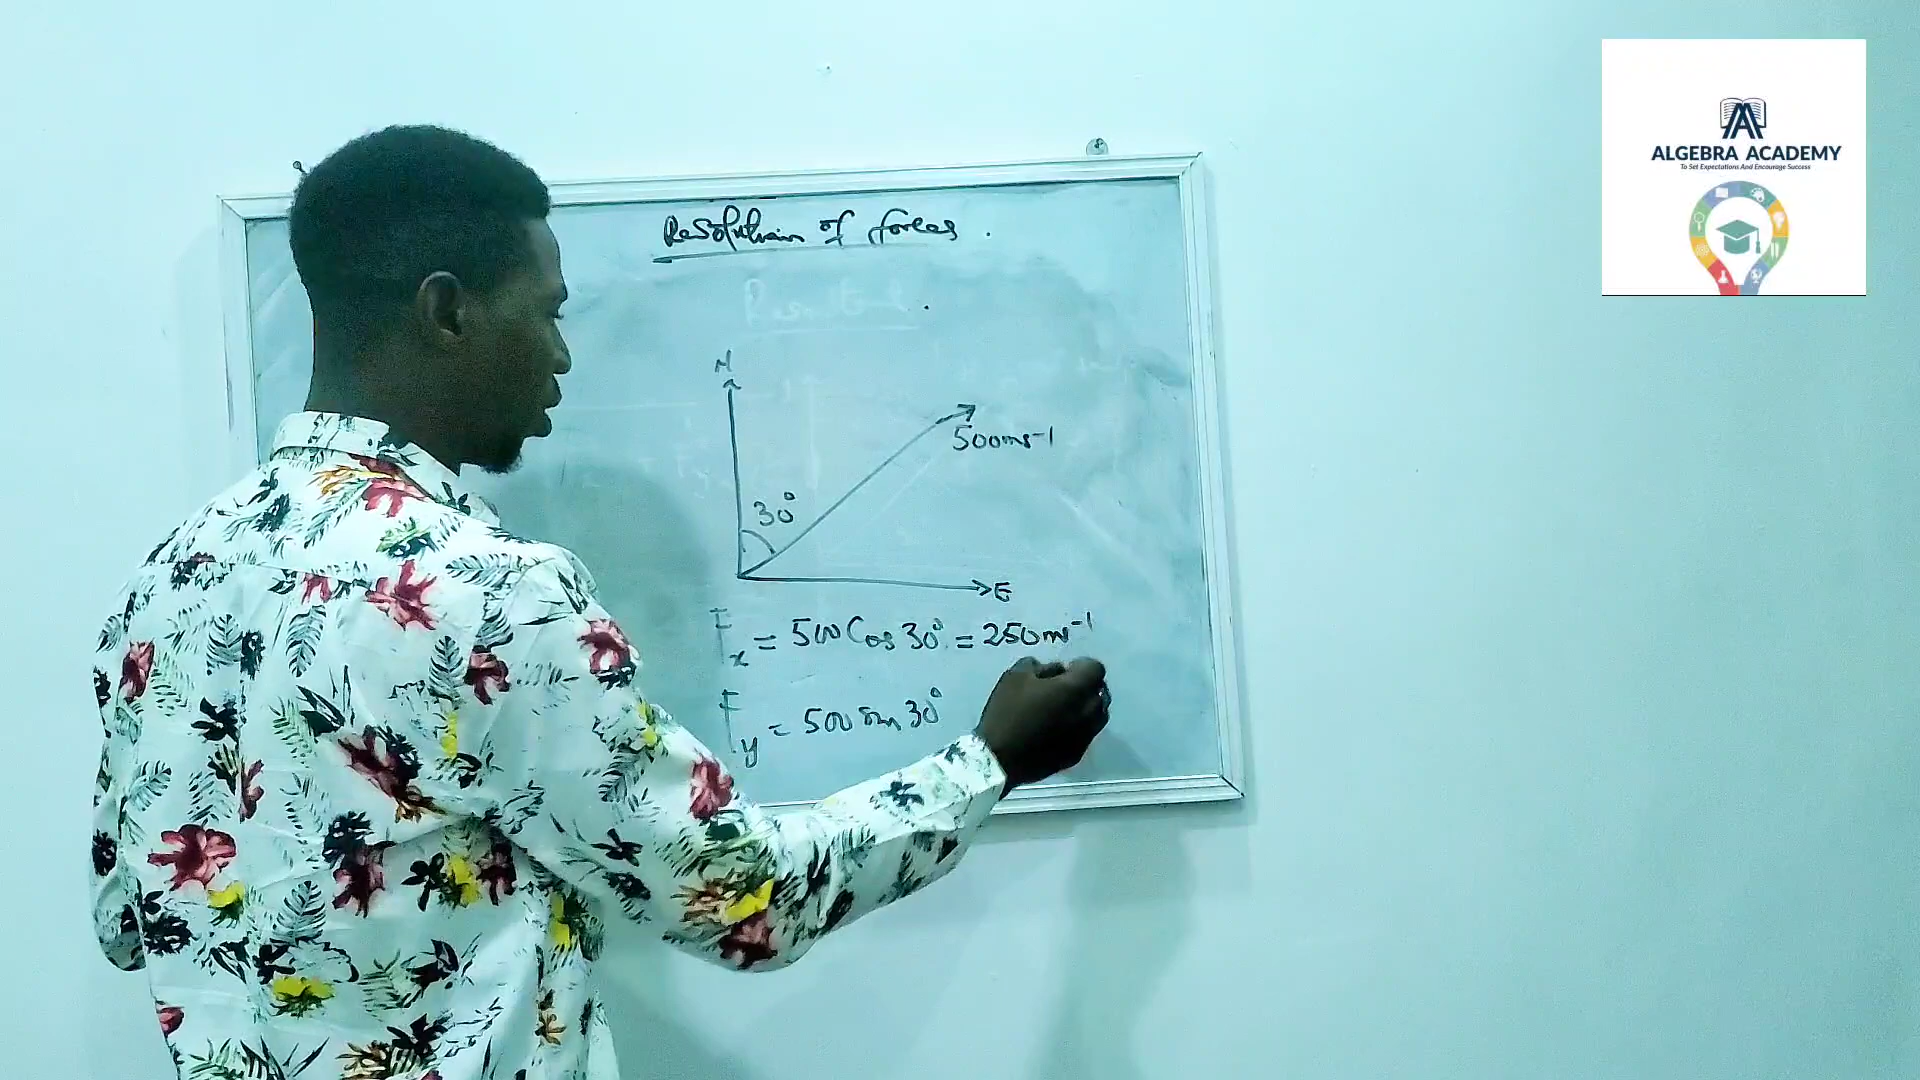 Resolution of forces.
N
500ms⁻¹
30°
E
Fx = 500 Cos 30° = 250ms⁻¹
Fy = 500 sin 30°
ALGEBRA ACADEMY
To Set Expectations And Encourage Success